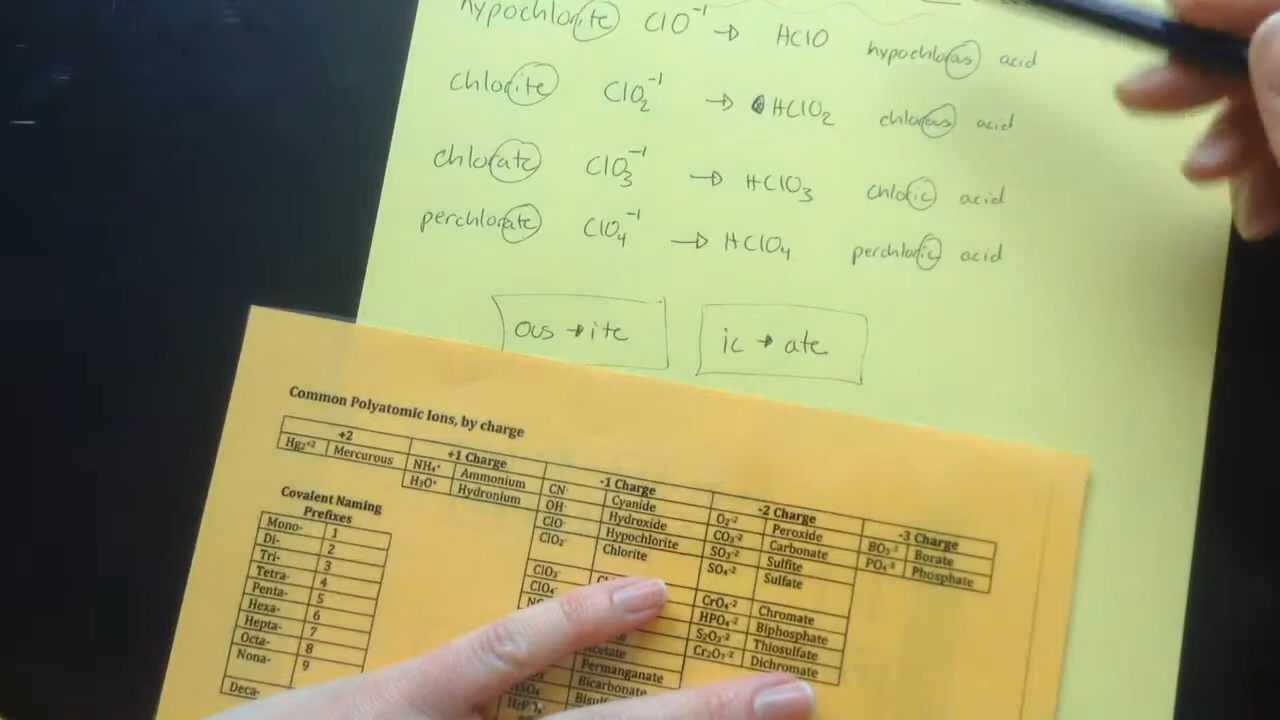 hypochlorite ClO⁻¹ → HClO hypochlorous acid
chlorite ClO₂⁻¹ → HClO₂ chlorous acid
chlorate ClO₃⁻¹ → HClO₃ chloric acid
perchlorate ClO₄⁻¹ → HClO₄ perchloric acid
ous → ite
ic → ate
Common Polyatomic Ions, by charge
+2
Hg₂⁺² Mercurous
+1 Charge
NH₄⁺ Ammonium
H₃O⁺ Hydronium
-1 Charge
CN⁻ Cyanide
OH⁻ Hydroxide
ClO⁻ Hypochlorite
ClO₂⁻ Chlorite
ClO₃⁻
ClO₄⁻
Acetate
Permanganate
Bicarbonate
-2 Charge
O₂⁻² Peroxide
CO₃⁻² Carbonate
SO₃⁻² Sulfite
SO₄⁻² Sulfate
CrO₄⁻² Chromate
HPO₄⁻² Biphosphate
S₂O₃⁻² Thiosulfate
Cr₂O₇⁻² Dichromate
-3 Charge
BO₃⁻³ Borate
PO₄⁻³ Phosphate
Covalent Naming
Prefixes
Mono- 1
Di- 2
Tri- 3
Tetra- 4
Penta- 5
Hexa- 6
Hepta- 7
Octa- 8
Nona- 9
Deca-